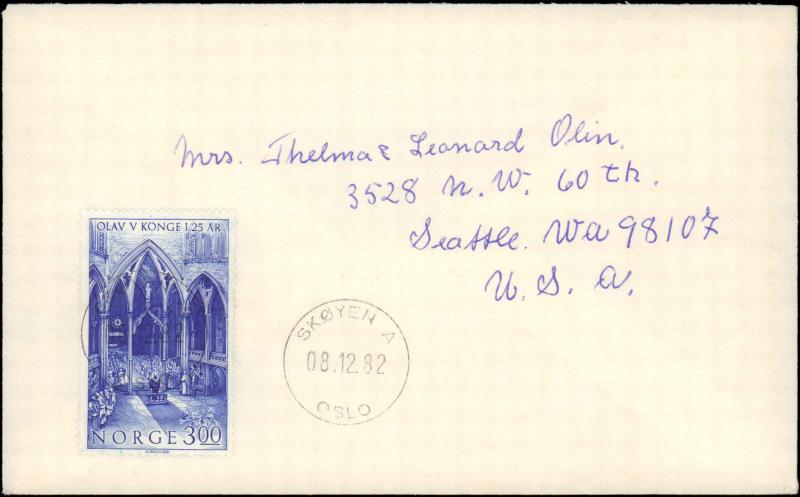 Mrs. Thelma & Leonard Olin.
3528 N.W. 60th.
Seattle. Wa 98107
U.S.A.
OLAV V KONGE I 25 ÅR
NORGE 3.00
SKØYEN A
08.12.82
OSLO